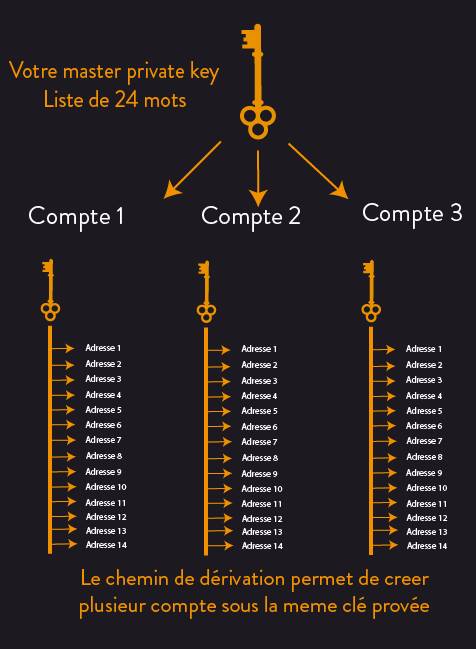 Votre master private key
Liste de 24 mots
Compte 1
Compte 2
Compte 3
Adresse 1
Adresse 2
Adresse 3
Adresse 4
Adresse 5
Adresse 6
Adresse 7
Adresse 8
Adresse 9
Adresse 10
Adresse 11
Adresse 12
Adresse 13
Adresse 14
Adresse 1
Adresse 2
Adresse 3
Adresse 4
Adresse 5
Adresse 6
Adresse 7
Adresse 8
Adresse 9
Adresse 10
Adresse 11
Adresse 12
Adresse 13
Adresse 14
Adresse 1
Adresse 2
Adresse 3
Adresse 4
Adresse 5
Adresse 6
Adresse 7
Adresse 8
Adresse 9
Adresse 10
Adresse 11
Adresse 12
Adresse 13
Adresse 14
Le chemin de dérivation permet de creer
plusieur compte sous la meme clé provée